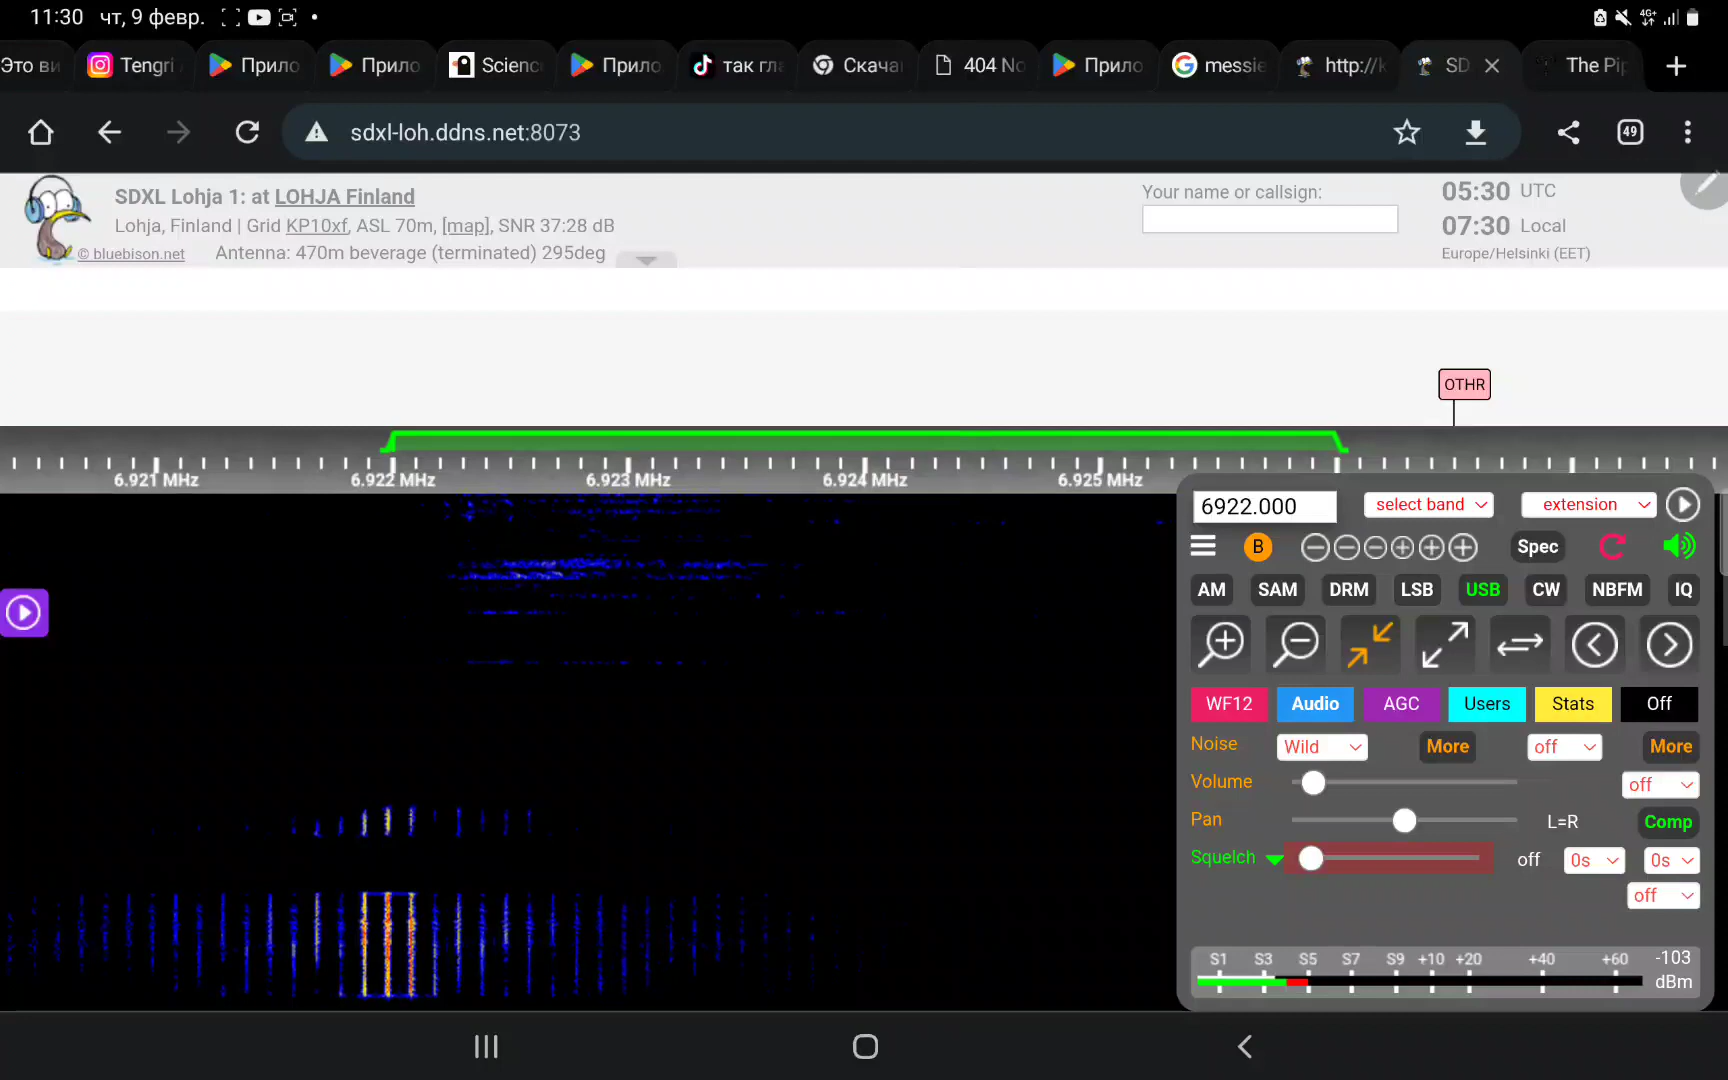 11:30 чт, 9 февр.
4G+
Это ви
Tengri
Прило
Прило
Scienc
Прило
так гла
Скача
404 No
Прило
messie
http://k
SD
The Pip
sdxl-loh.ddns.net:8073
49
SDXL Lohja 1: at LOHJA Finland
Lohja, Finland | Grid KP10xf, ASL 70m, [map], SNR 37:28 dB
© bluebison.net
Antenna: 470m beverage (terminated) 295deg
Your name or callsign:
05:30 UTC
07:30 Local
Europe/Helsinki (EET)
OTHR
6.921 MHz
6.922 MHz
6.923 MHz
6.924 MHz
6.925 MHz
6922.000
select band
extension
B
Spec
AM
SAM
DRM
LSB
USB
CW
NBFM
IQ
WF12
Audio
AGC
Users
Stats
Off
Noise
Wild
More
off
More
Volume
off
Pan
L=R
Comp
Squelch
off
0s
0s
off
S1
S3
S5
S7
S9
+10
+20
+40
+60
-103
dBm